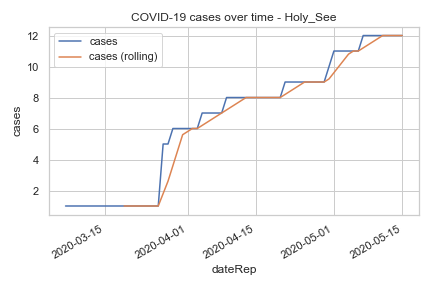 COVID-19 cases over time - Holy_See
cases
cases (rolling)
12
10
8
6
4
2
cases
2020-03-15
2020-04-01
2020-04-15
2020-05-01
2020-05-15
dateRep